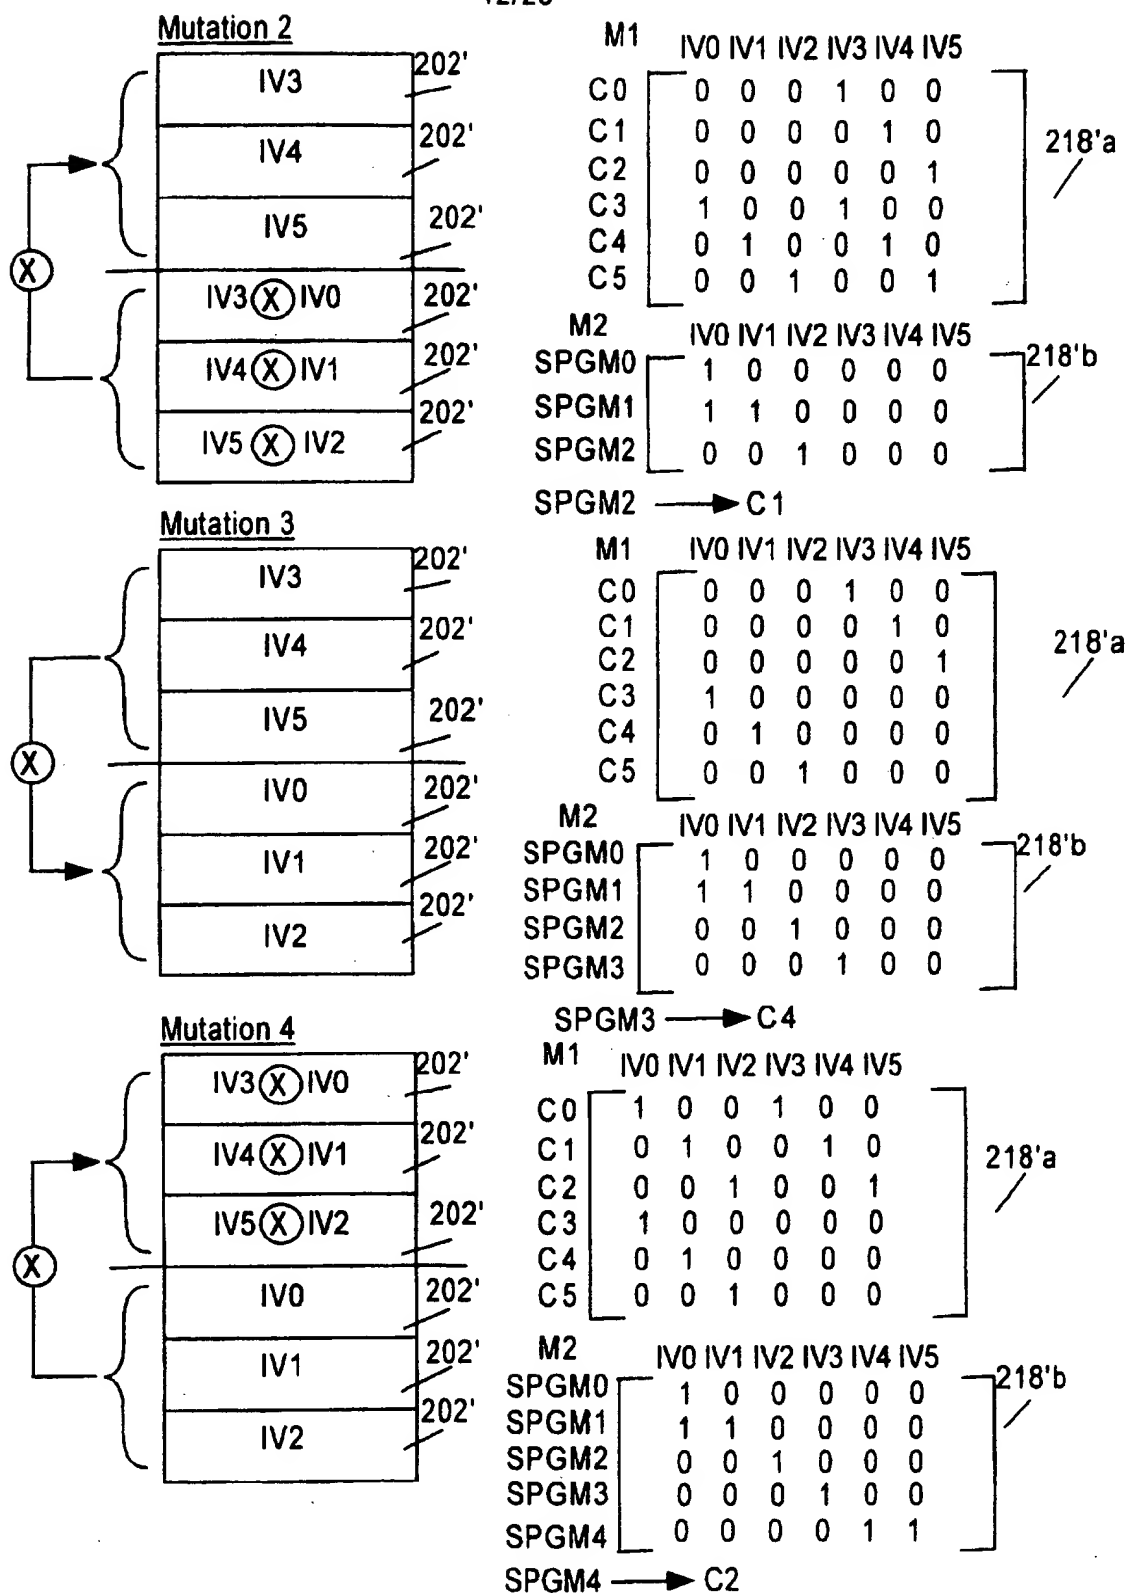 Mutation 2
IV3 202'
IV4 202'
IV5 202'
X
IV3 X IV0 202'
IV4 X IV1 202'
IV5 X IV2 202'
M1 IV0 IV1 IV2 IV3 IV4 IV5
C0 0 0 0 1 0 0
C1 0 0 0 0 1 0
C2 0 0 0 0 0 1
C3 1 0 0 1 0 0
C4 0 1 0 0 1 0
C5 0 0 1 0 0 1
218'a
M2 IV0 IV1 IV2 IV3 IV4 IV5
SPGM0 1 0 0 0 0 0
SPGM1 1 1 0 0 0 0
SPGM2 0 0 1 0 0 0
218'b
SPGM2 → C1
Mutation 3
IV3 202'
IV4 202'
IV5 202'
X
IV0 202'
IV1 202'
IV2 202'
M1 IV0 IV1 IV2 IV3 IV4 IV5
C0 0 0 0 1 0 0
C1 0 0 0 0 1 0
C2 0 0 0 0 0 1
C3 1 0 0 0 0 0
C4 0 1 0 0 0 0
C5 0 0 1 0 0 0
218'a
M2 IV0 IV1 IV2 IV3 IV4 IV5
SPGM0 1 0 0 0 0 0
SPGM1 1 1 0 0 0 0
SPGM2 0 0 1 0 0 0
SPGM3 0 0 0 1 0 0
218'b
SPGM3 → C4
Mutation 4
IV3 X IV0 202'
IV4 X IV1 202'
IV5 X IV2 202'
X
IV0 202'
IV1 202'
IV2 202'
M1 IV0 IV1 IV2 IV3 IV4 IV5
C0 1 0 0 1 0 0
C1 0 1 0 0 1 0
C2 0 0 1 0 0 1
C3 1 0 0 0 0 0
C4 0 1 0 0 0 0
C5 0 0 1 0 0 0
218'a
M2 IV0 IV1 IV2 IV3 IV4 IV5
SPGM0 1 0 0 0 0 0
SPGM1 1 1 0 0 0 0
SPGM2 0 0 1 0 0 0
SPGM3 0 0 0 1 0 0
SPGM4 0 0 0 0 1 1
218'b
SPGM4 → C2